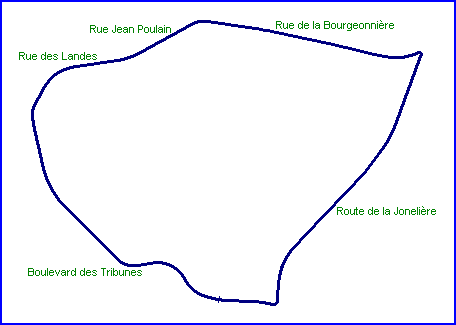 Rue de la Bourgeonnière
Rue Jean Poulain
Rue des Landes
Route de la Jonelière
Boulevard des Tribunes